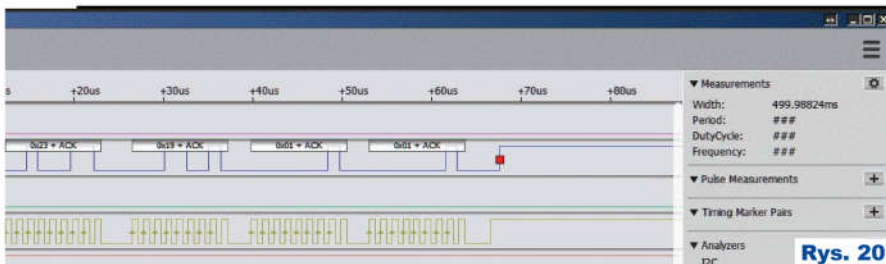 s +20us +30us +40us +50us +60us +70us +80us
0x23 + ACK 0x19 + ACK 0x01 + ACK 0x01 + ACK
▼ Measurements
Width: 499.98824ms
Period: ###
DutyCycle: ###
Frequency: ###
▼ Pulse Measurements +
▼ Timing Marker Pairs +
▼ Analyzers
I2C
Rys. 20